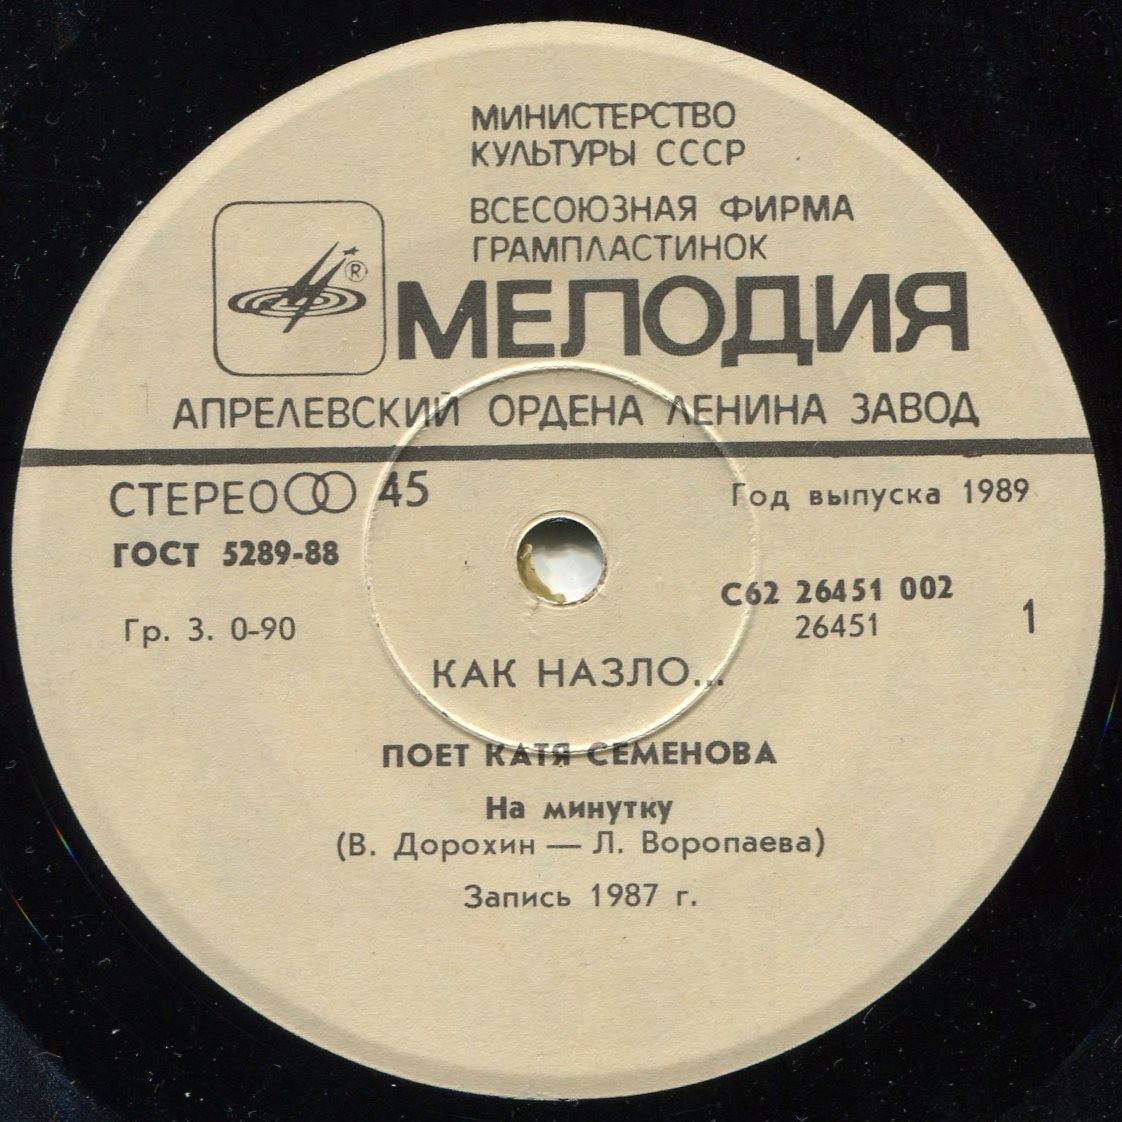 МИНИСТЕРСТВО
КУЛЬТУРЫ СССР
ВСЕСОЮЗНАЯ ФИРМА
ГРАМПЛАСТИНОК
®
МЕЛОДИЯ
АПРЕЛЕВСКИЙ ОРДЕНА ЛЕНИНА ЗАВОД
СТЕРЕО 45
Год выпуска 1989
ГОСТ 5289-88
С62 26451 002
Гр. 3. 0-90
26451
1
КАК НАЗЛО...
ПОЕТ КАТЯ СЕМЕНОВА
На минутку
(В. Дорохин — Л. Воропаева)
Запись 1987 г.